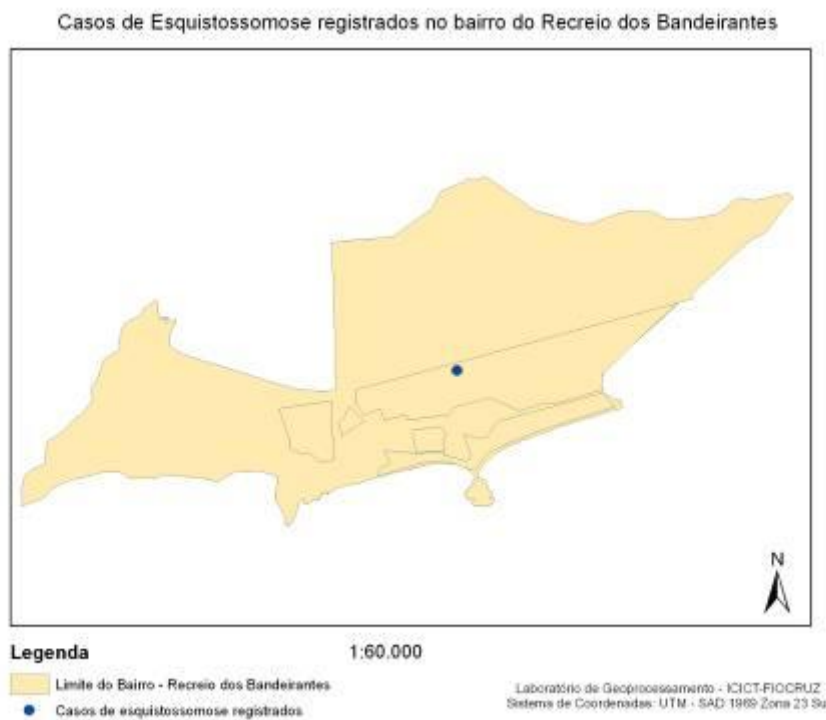 Casos de Esquistossomose registrados no bairro do Recreio dos Bandeirantes
N
Legenda
1:60.000
Limite do Bairro - Recreio dos Bandeirantes
Casos de esquistossomose registrados
Laboratório de Geoprocessamento - ICICT-FIOCRUZ
Sistema de Coordenadas: UTM - SAD 1969 Zona 23 Su